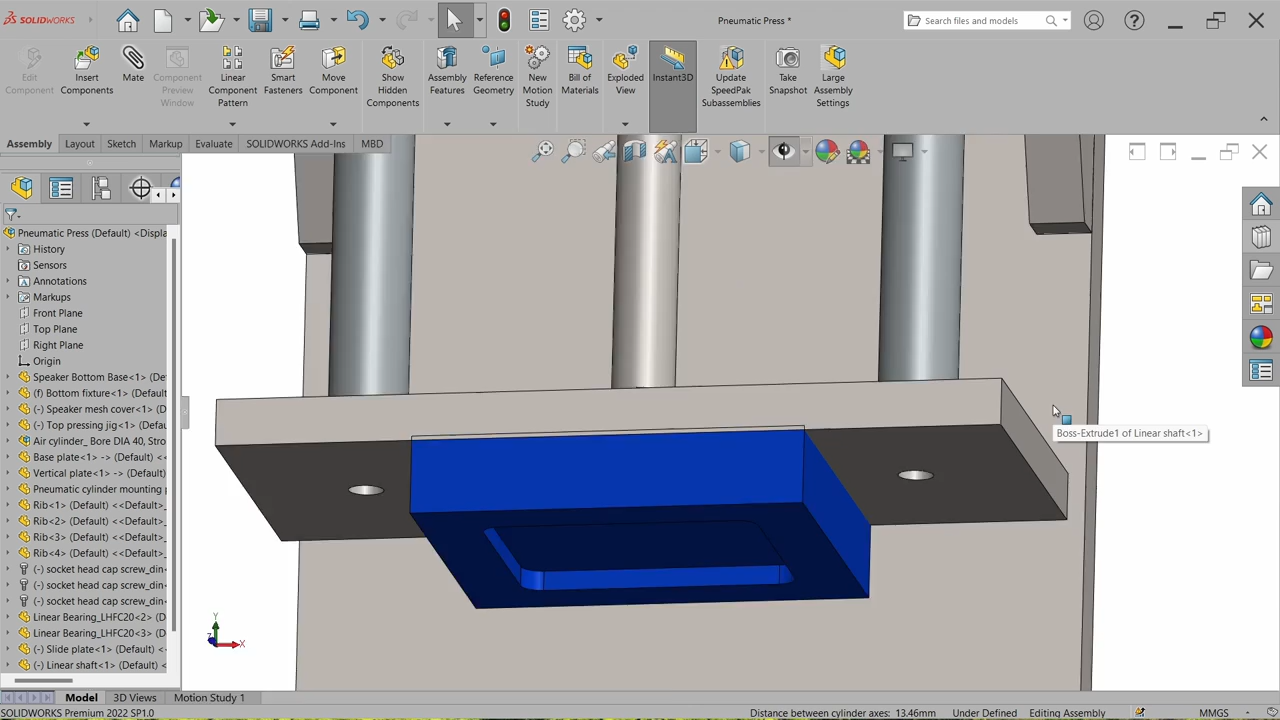 SOLIDWORKS
Pneumatic Press *
Search files and models
Edit Component
Insert Components
Mate
Component Preview Window
Linear Component Pattern
Smart Fasteners
Move Component
Show Hidden Components
Assembly Features
Reference Geometry
New Motion Study
Bill of Materials
Exploded View
Instant3D
Update SpeedPak Subassemblies
Take Snapshot
Large Assembly Settings
Assembly
Layout
Sketch
Markup
Evaluate
SOLIDWORKS Add-Ins
MBD
Pneumatic Press (Default) <Displa
History
Sensors
Annotations
Markups
Front Plane
Top Plane
Right Plane
Origin
Speaker Bottom Base<1> (De
(f) Bottom fixture<1> (Default)
(-) Speaker mesh cover<1> (D
(-) Top pressing jig<1> (Defau
Air cylinder_ Bore DIA 40, Strok
Base plate<1> -> (Default) <<
Vertical plate<1> -> (Default)
Pneumatic cylinder mounting p
Rib<1> (Default) <<Default>_
Rib<2> (Default) <<Default>_
Rib<3> (Default) <<Default>_
Rib<4> (Default) <<Default>_
(-) socket head cap screw_din<
(-) socket head cap screw_din<
(-) socket head cap screw_din<
Linear Bearing_LHFC20<2> (D
Linear Bearing_LHFC20<3> (D
(-) Slide plate<1> (Default) <
(-) Linear shaft<1> (Default)
Boss-Extrude1 of Linear shaft<1>
Y
X
Z
Model
3D Views
Motion Study 1
SOLIDWORKS Premium 2022 SP1.0
Distance between cylinder axes: 13.46mm
Under Defined
Editing Assembly
MMGS